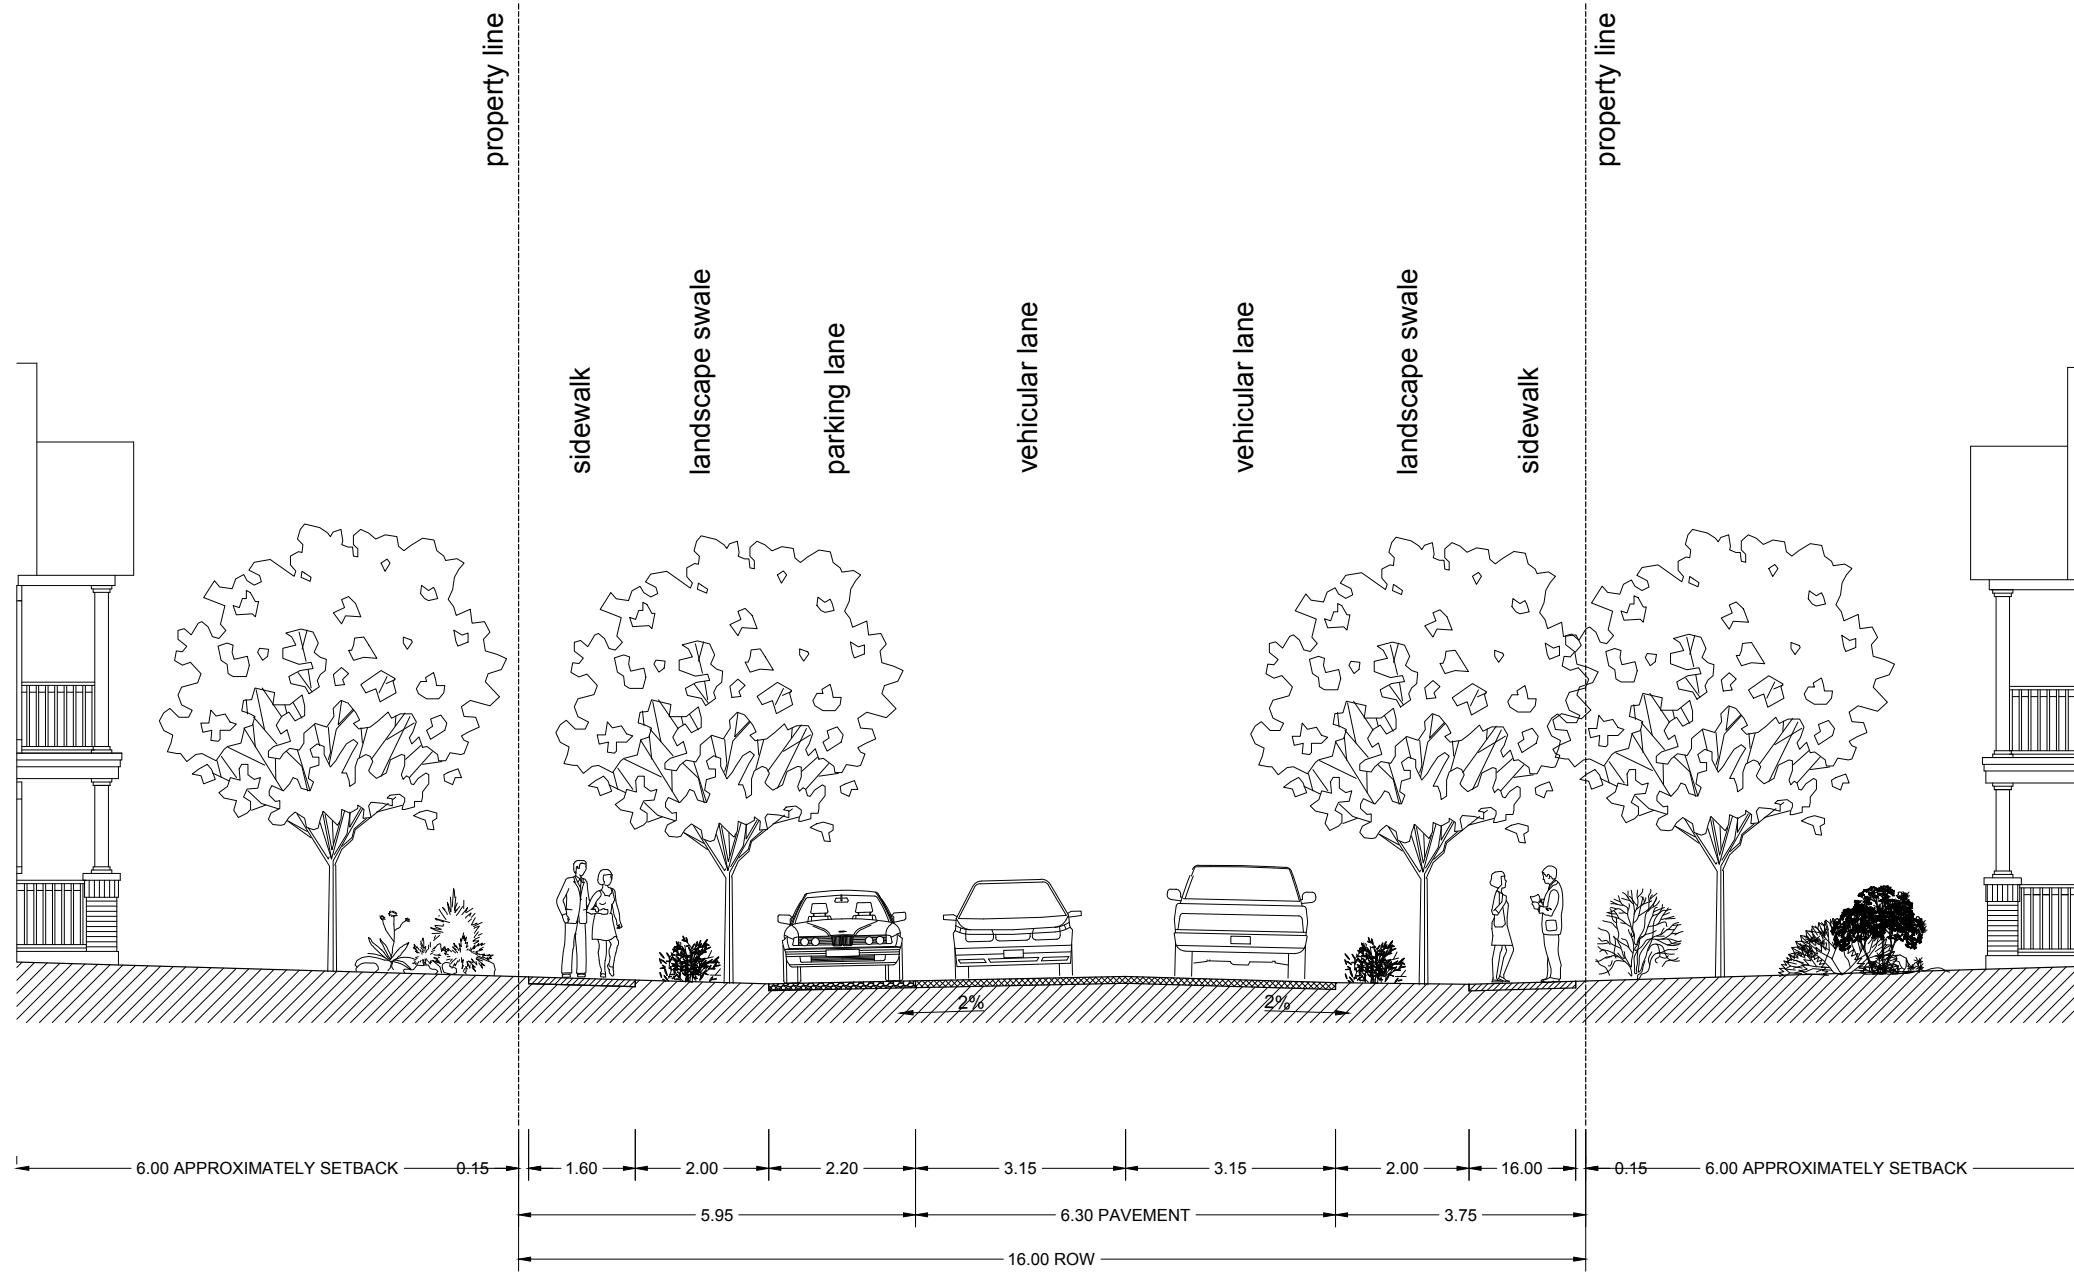 property line
property line
sidewalk
landscape swale
parking lane
vehicular lane
vehicular lane
landscape swale
sidewalk
2%
2%
6.00 APPROXIMATELY SETBACK
0.15
1.60
2.00
2.20
3.15
3.15
2.00
16.00
0.15
6.00 APPROXIMATELY SETBACK
5.95
6.30 PAVEMENT
3.75
16.00 ROW